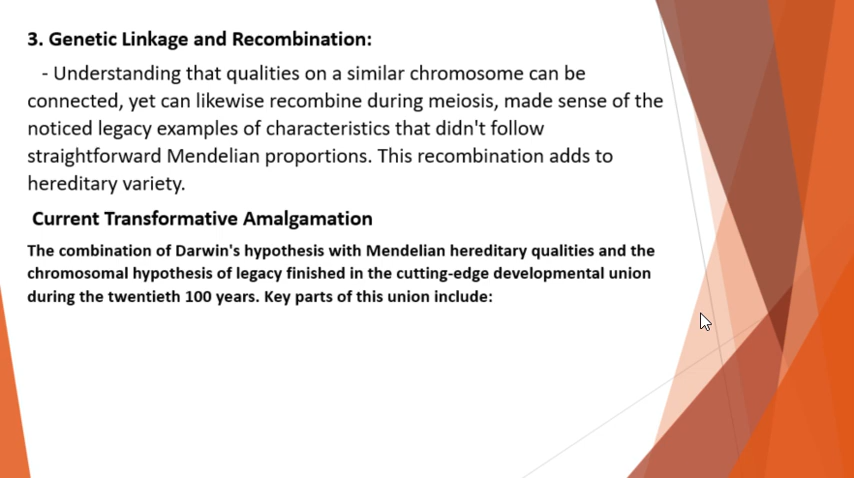 3. Genetic Linkage and Recombination:
- Understanding that qualities on a similar chromosome can be
connected, yet can likewise recombine during meiosis, made sense of the
noticed legacy examples of characteristics that didn't follow
straightforward Mendelian proportions. This recombination adds to
hereditary variety.
Current Transformative Amalgamation
The combination of Darwin's hypothesis with Mendelian hereditary qualities and the
chromosomal hypothesis of legacy finished in the cutting-edge developmental union
during the twentieth 100 years. Key parts of this union include: